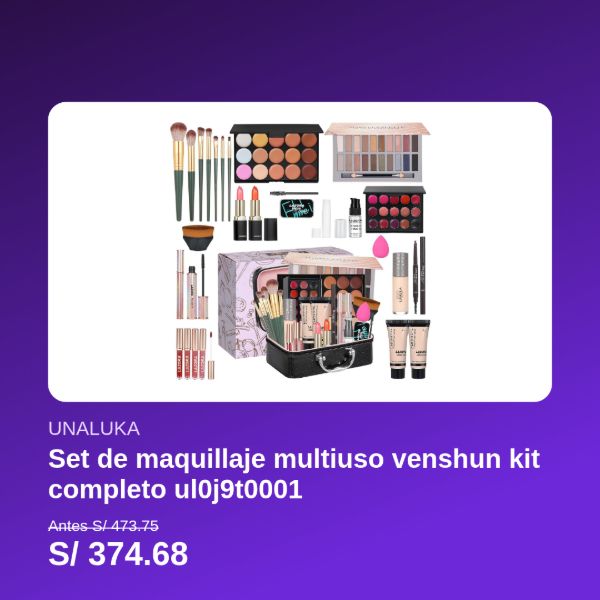 UNALUKA
Set de maquillaje multiuso venshun kit
completo ul0j9t0001
Antes S/ 473.75
S/ 374.68